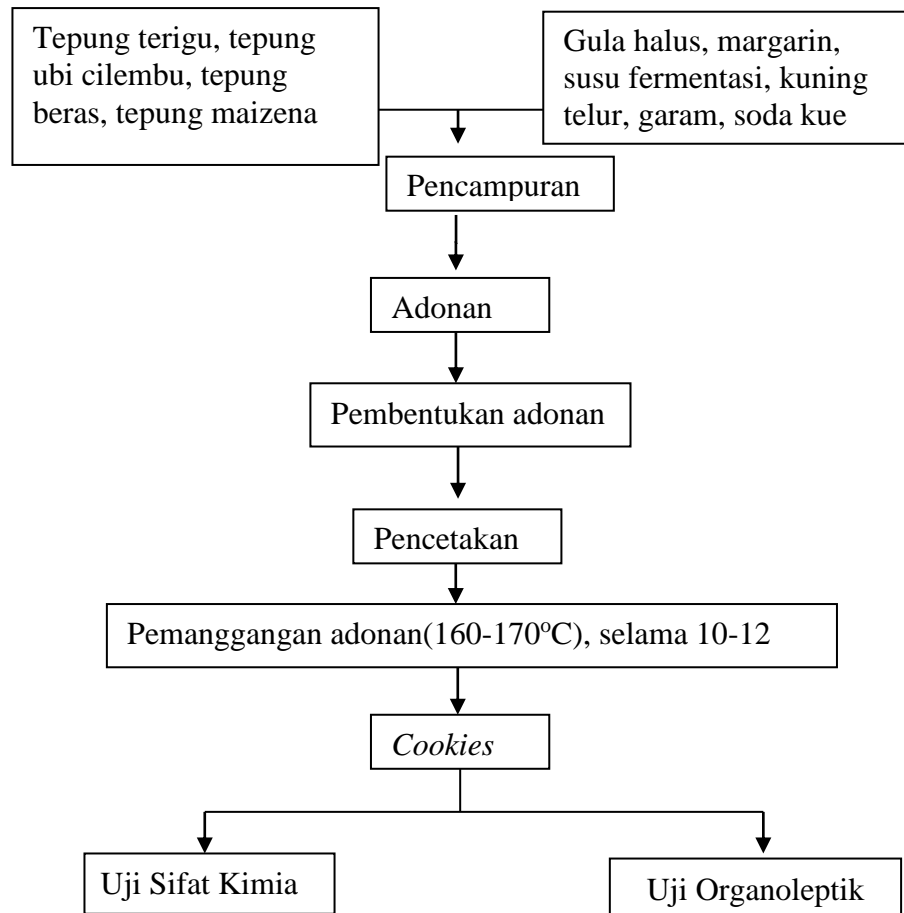 Tepung terigu, tepung
ubi cilembu, tepung
beras, tepung maizena
Gula halus, margarin,
susu fermentasi, kuning
telur, garam, soda kue
Pencampuran
Adonan
Pembentukan adonan
Pencetakan
Pemanggangan adonan(160-170ºC), selama 10-12
Cookies
Uji Sifat Kimia
Uji Organoleptik